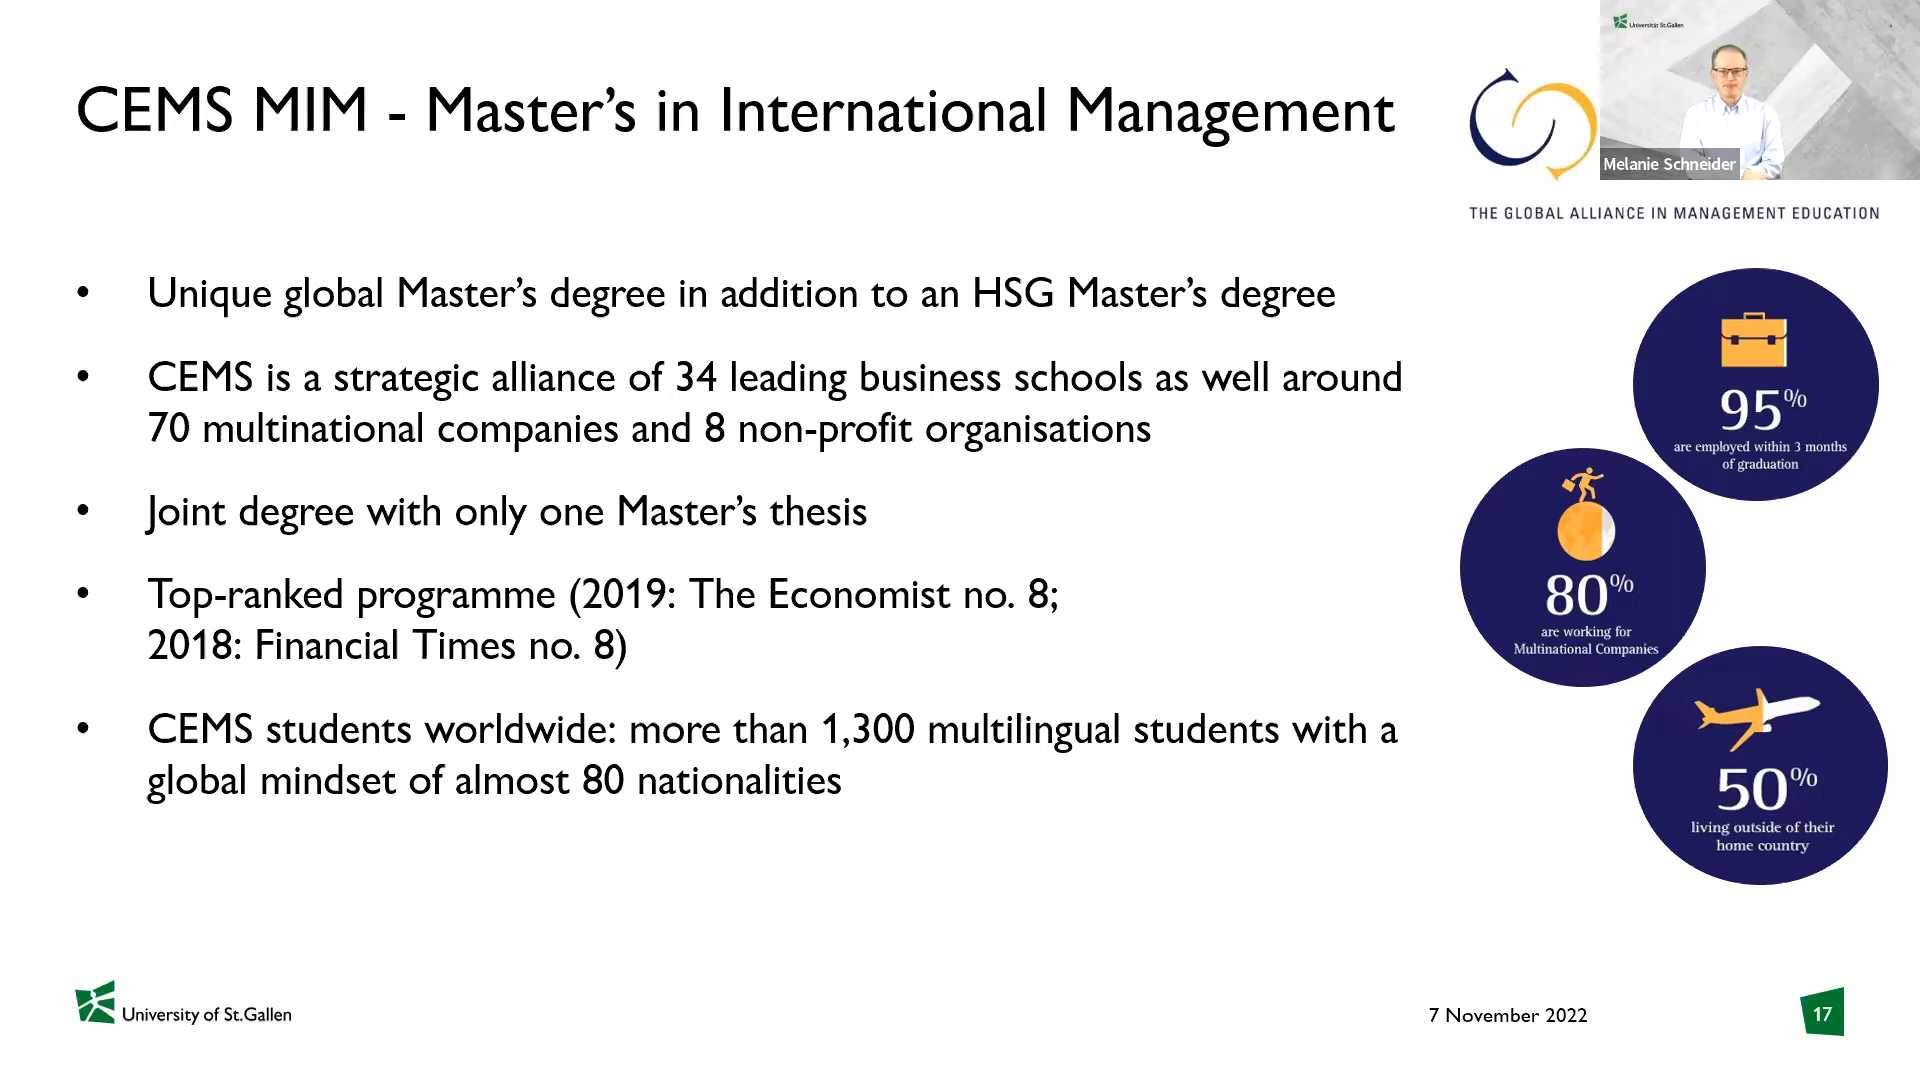 Universität St.Gallen
CEMS MIM - Master’s in International Management
Melanie Schneider
THE GLOBAL ALLIANCE IN MANAGEMENT EDUCATION
• Unique global Master’s degree in addition to an HSG Master’s degree
• CEMS is a strategic alliance of 34 leading business schools as well around
70 multinational companies and 8 non-profit organisations
• Joint degree with only one Master’s thesis
• Top-ranked programme (2019: The Economist no. 8;
2018: Financial Times no. 8)
• CEMS students worldwide: more than 1,300 multilingual students with a
global mindset of almost 80 nationalities
95%
are employed within 3 months
of graduation
80%
are working for
Multinational Companies
50%
living outside of their
home country
University of St.Gallen
7 November 2022
17